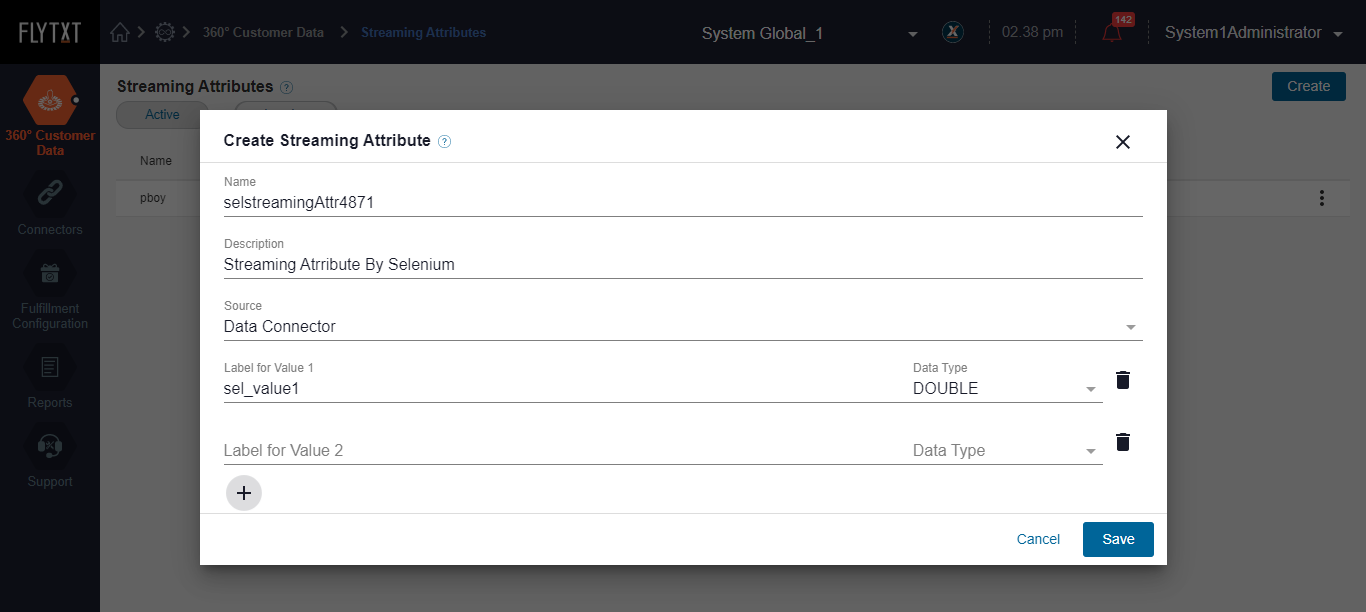 FLYTXT
360° Customer Data
Streaming Attributes
System Global_1
02.38 pm
142
System1Administrator
Streaming Attributes ?
Create
Active
Name
pboy
360° Customer
Data
Connectors
Fulfillment
Configuration
Reports
Support
Create Streaming Attribute ?
Name
selstreamingAttr4871
Description
Streaming Atrribute By Selenium
Source
Data Connector
Label for Value 1
Data Type
sel_value1
DOUBLE
Label for Value 2
Data Type
Cancel
Save